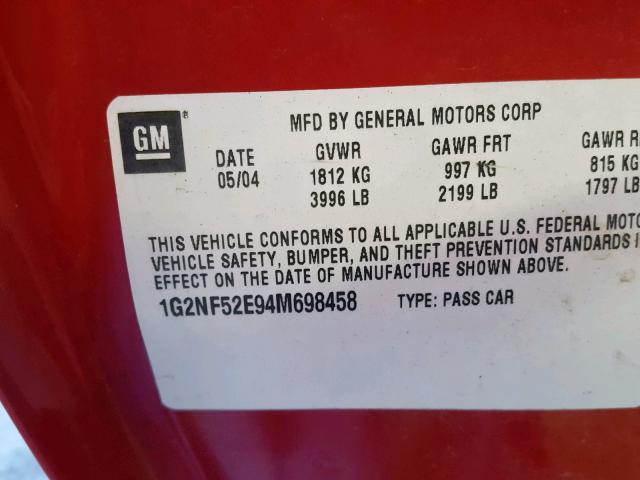 GM
MFD BY GENERAL MOTORS CORP
DATE GVWR GAWR FRT GAWR
05/04 1812 KG 997 KG 815 KG
3996 LB 2199 LB 1797 LB
THIS VEHICLE CONFORMS TO ALL APPLICABLE U.S. FEDERAL
VEHICLE SAFETY, BUMPER, AND THEFT PREVENTION STANDARDS
EFFECT ON THE DATE OF MANUFACTURE SHOWN ABOVE.
1G2NF52E94M698458 TYPE: PASS CAR